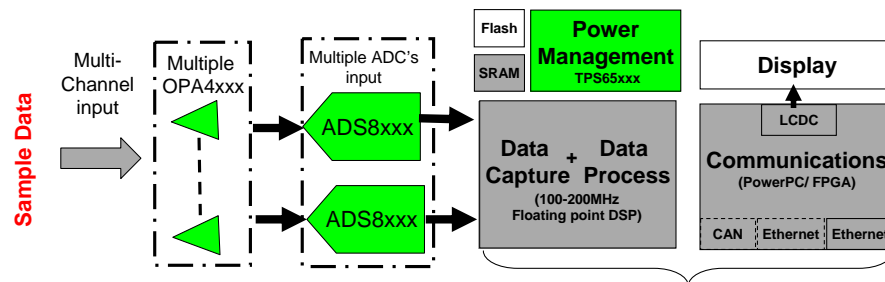 Sample Data
Multi-
Channel
input
Multiple
OPA4xxx
Multiple ADC's
input
ADS8xxx
ADS8xxx
Flash
SRAM
Power
Management
TPS65xxx
Data + Data
Capture Process
(100-200MHz
Floating point DSP)
Display
LCDC
Communications
(PowerPC/ FPGA)
CAN
Ethernet
Ethernet